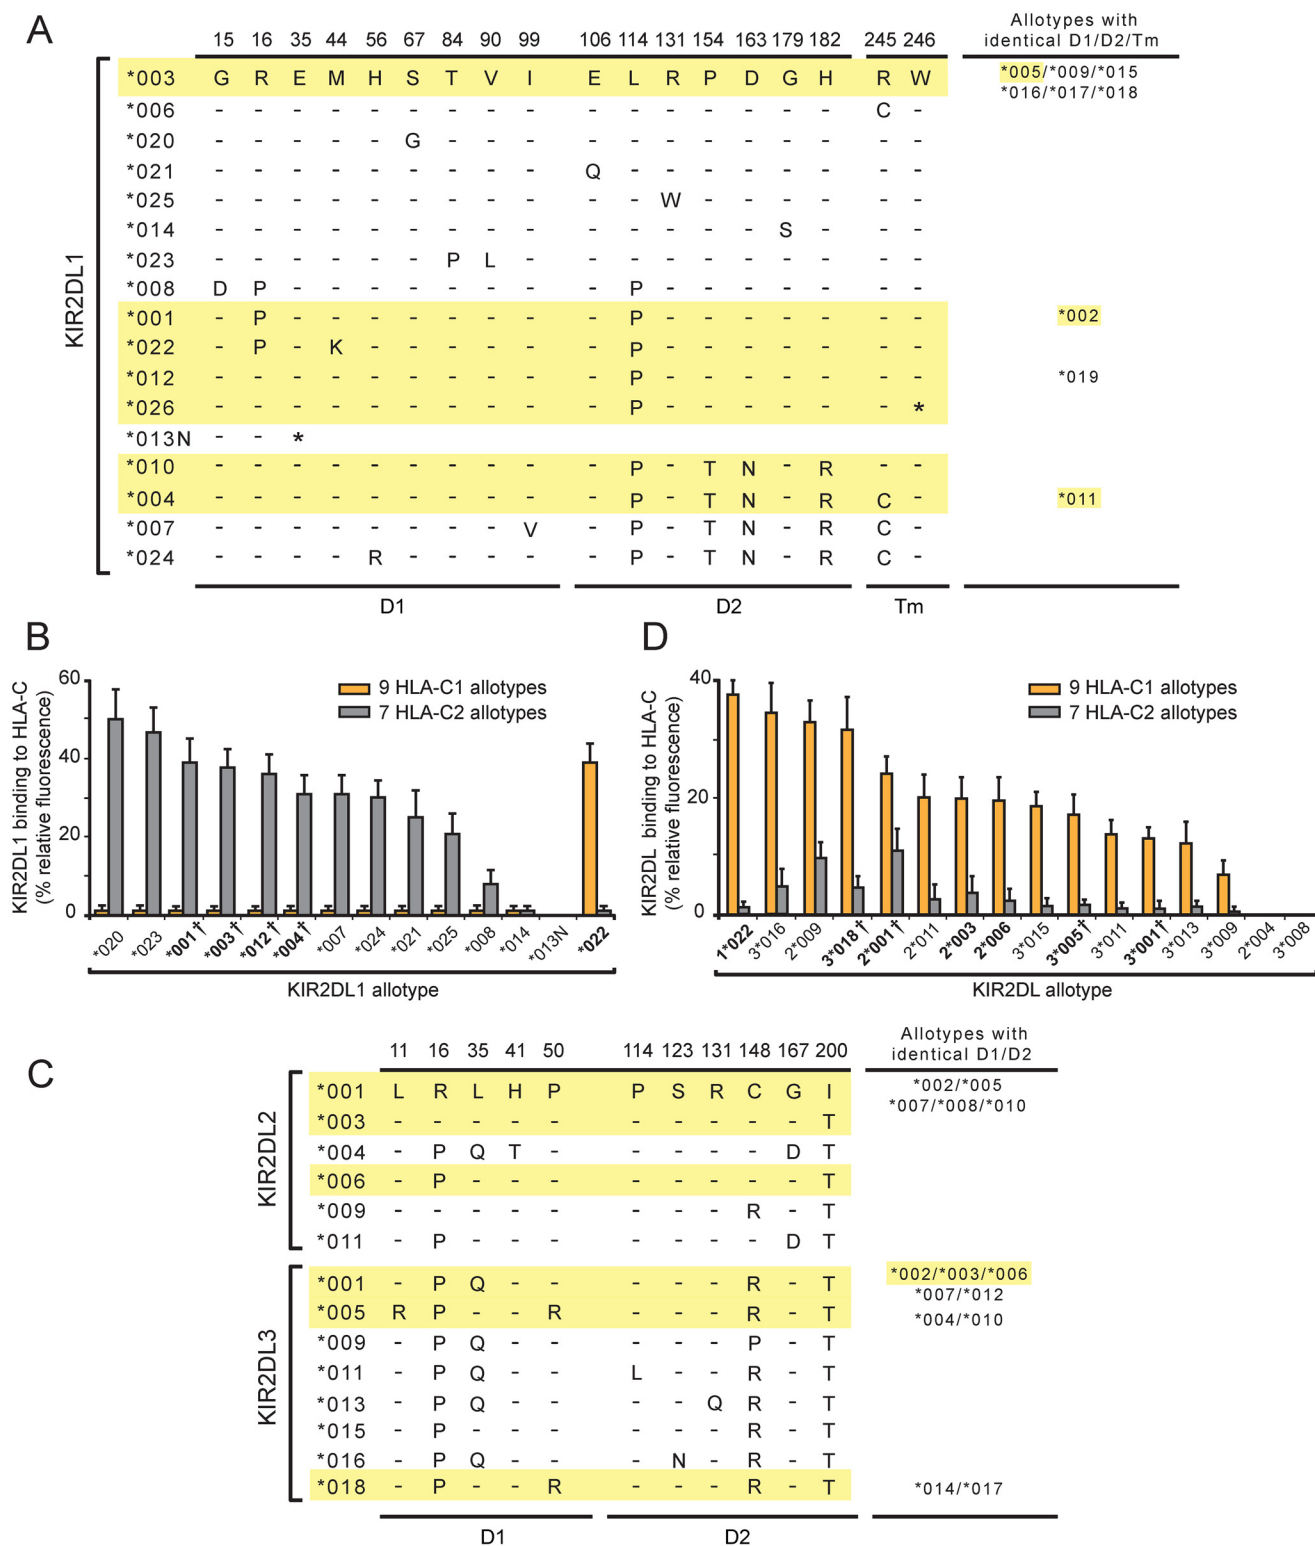 A
15 16 35 44 56 67 84 90 99 106 114 131 154 163 179 182 245 246
Allotypes with
identical D1/D2/Tm
KIR2DL1
*003 G R E M H S T V I E L R P D G H R W *005/*009/*015
*016/*017/*018
*006 - - - - - - - - - - - - - - - - C -
*020 - - - - - G - - - - - - - - - - - -
*021 - - - - - - - - - Q - - - - - - - -
*025 - - - - - - - - - - - W - - - - - -
*014 - - - - - - - - - - - - - - S - - -
*023 - - - - - - P L - - - - - - - - - -
*008 D P - - - - - - - - P - - - - - - -
*001 - P - - - - - - - - P - - - - - - - *002
*022 - P - K - - - - - - P - - - - - - -
*012 - - - - - - - - - - P - - - - - - - *019
*026 - - - - - - - - - - P - - - - - - *
*013N - - *
*010 - - - - - - - - - - P - T N - R - -
*004 - - - - - - - - - - P - T N - R C - *011
*007 - - - - - - - - V - P - T N - R C -
*024 - - - - R - - - - - P - T N - R C -
D1 D2 Tm
B
KIR2DL1 binding to HLA-C
(% relative fluorescence)
60
40
20
0
9 HLA-C1 allotypes
7 HLA-C2 allotypes
*020 *023 *001† *003† *012† *004† *007 *024 *021 *025 *008 *014 *013N *022
KIR2DL1 allotype
D
KIR2DL binding to HLA-C
(% relative fluorescence)
40
20
0
9 HLA-C1 allotypes
7 HLA-C2 allotypes
1*022 3*016 2*009 3*018† 2*001† 2*011 2*003 2*006 3*015 3*005† 3*011 3*001† 3*013 3*009 2*004 3*008
KIR2DL allotype
C
11 16 35 41 50 114 123 131 148 167 200
Allotypes with
identical D1/D2
KIR2DL2
*001 L R L H P P S R C G I *002/*005
*007/*008/*010
*003 - - - - - - - - - - T
*004 - P Q T - - - - - D T
*006 - P - - - - - - - - T
*009 - - - - - - - - R - T
*011 - P - - - - - - - D T
KIR2DL3
*001 - P Q - - - - - R - T *002/*003/*006
*007/*012
*005 R P - - R - - - R - T *004/*010
*009 - P Q - - - - - P - T
*011 - P Q - - L - - R - T
*013 - P Q - - - - Q R - T
*015 - P - - - - - - R - T
*016 - P Q - - - N - R - T
*018 - P - - R - - - R - T *014/*017
D1 D2